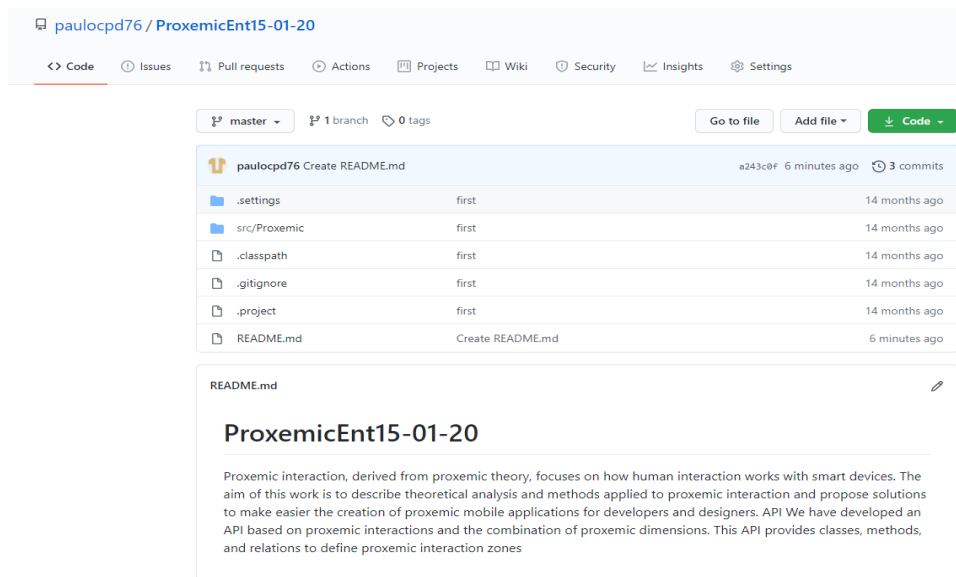 paulocpd76 / ProxemicEnt15-01-20
Code Issues Pull requests Actions Projects Wiki Security Insights Settings
master 1 branch 0 tags Go to file Add file Code
paulocpd76 Create README.md a243c0f 6 minutes ago 3 commits
.settings first 14 months ago
src/Proxemic first 14 months ago
.classpath first 14 months ago
.gitignore first 14 months ago
.project first 14 months ago
README.md Create README.md 6 minutes ago
README.md
ProxemicEnt15-01-20
Proxemic interaction, derived from proxemic theory, focuses on how human interaction works with smart devices. The
aim of this work is to describe theoretical analysis and methods applied to proxemic interaction and propose solutions
to make easier the creation of proxemic mobile applications for developers and designers. API We have developed an
API based on proxemic interactions and the combination of proxemic dimensions. This API provides classes, methods,
and relations to define proxemic interaction zones